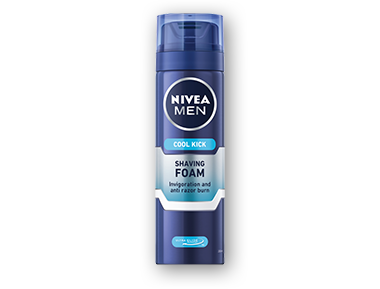 NIVEA
MEN
COOL KICK
SHAVING
FOAM
Invigoration and
anti razor burn